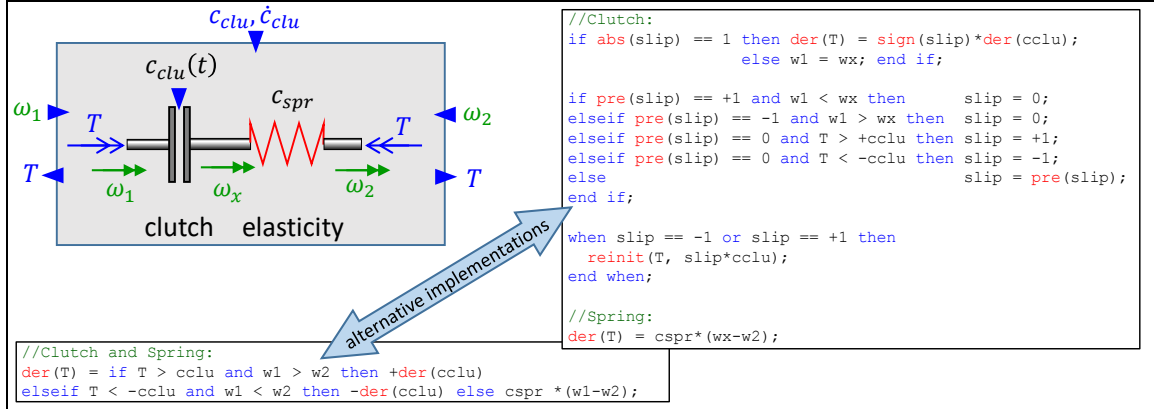 c_clu, ċ_clu
c_clu(t)
c_spr
ω₁
ω₂
T
T
T
T
ω₁
ω_x
ω₂
clutch elasticity
alternative implementations
//Clutch:
if abs(slip) == 1 then der(T) = sign(slip)*der(cclu);
else w1 = wx; end if;
if pre(slip) == +1 and w1 < wx then slip = 0;
elseif pre(slip) == -1 and w1 > wx then slip = 0;
elseif pre(slip) == 0 and T > +cclu then slip = +1;
elseif pre(slip) == 0 and T < -cclu then slip = -1;
else slip = pre(slip);
end if;
when slip == -1 or slip == +1 then
reinit(T, slip*cclu);
end when;
//Spring:
der(T) = cspr*(wx-w2);
//Clutch and Spring:
der(T) = if T > cclu and w1 > w2 then +der(cclu)
elseif T < -cclu and w1 < w2 then -der(cclu) else cspr *(w1-w2);